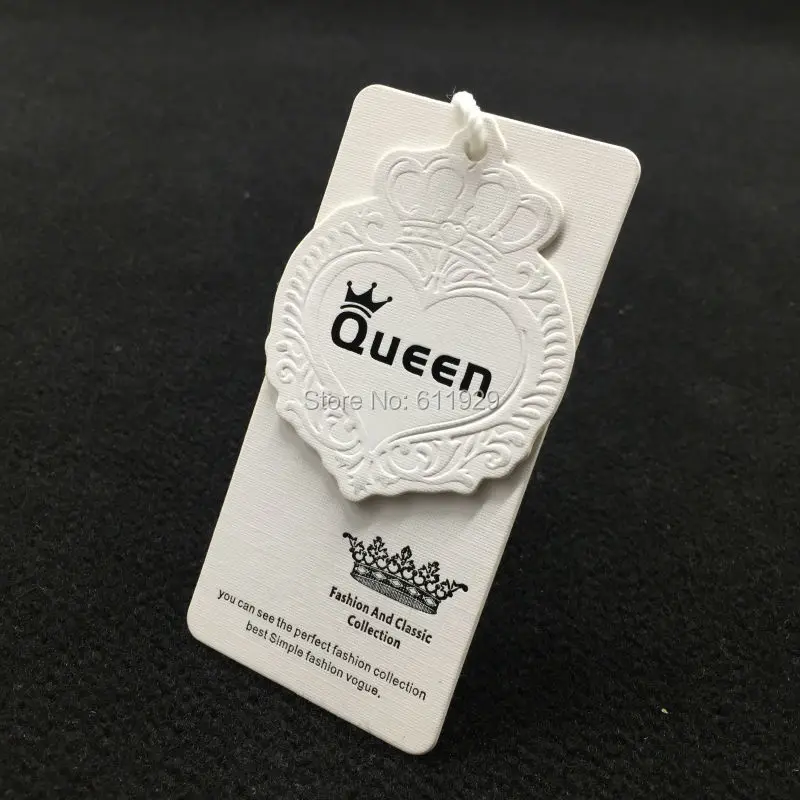 Queen
Store No: 611929
Fashion And Classic
Collection
you can see the perfect fashion collection
best Simple fashion vogue.